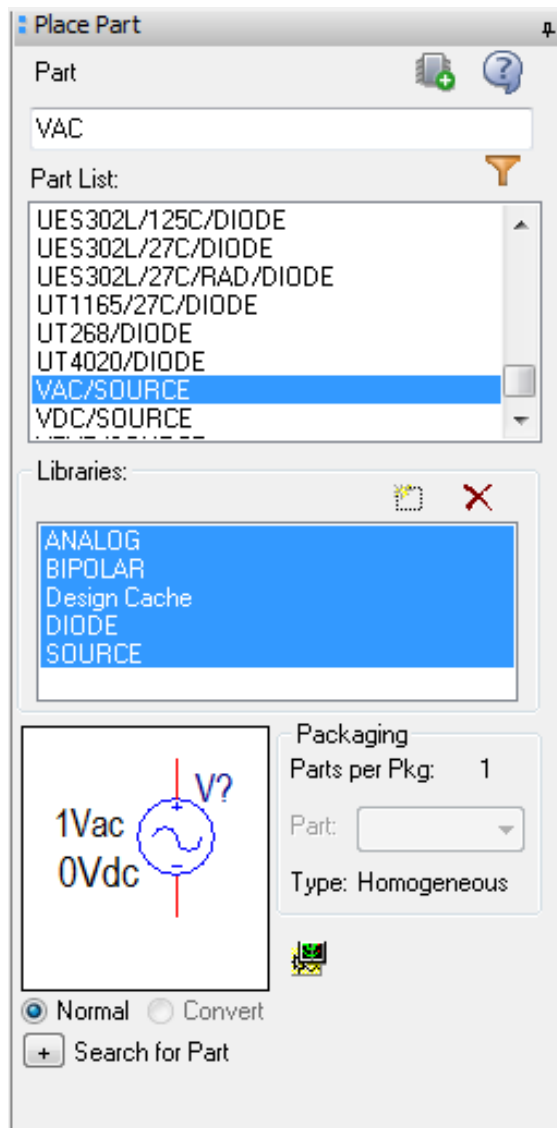 Place Part
Part
VAC
Part List:
UES302L/125C/DIODE
UES302L/27C/DIODE
UES302L/27C/RAD/DIODE
UT1165/27C/DIODE
UT268/DIODE
UT4020/DIODE
VAC/SOURCE
VDC/SOURCE
Libraries:
ANALOG
BIPOLAR
Design Cache
DIODE
SOURCE
V?
1Vac
0Vdc
Packaging
Parts per Pkg: 1
Part:
Type: Homogeneous
Normal Convert
+ Search for Part